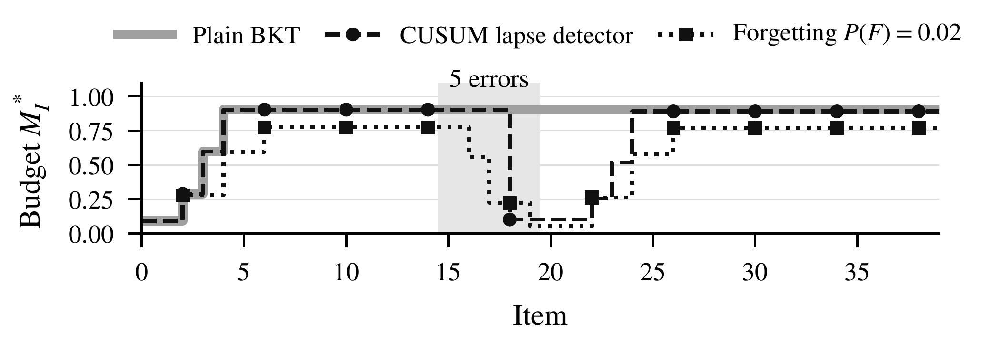 Plain BKT
CUSUM lapse detector
Forgetting P(F) = 0.02
5 errors
Budget M_I^*
1.00
0.75
0.50
0.25
0.00
0 5 10 15 20 25 30 35
Item